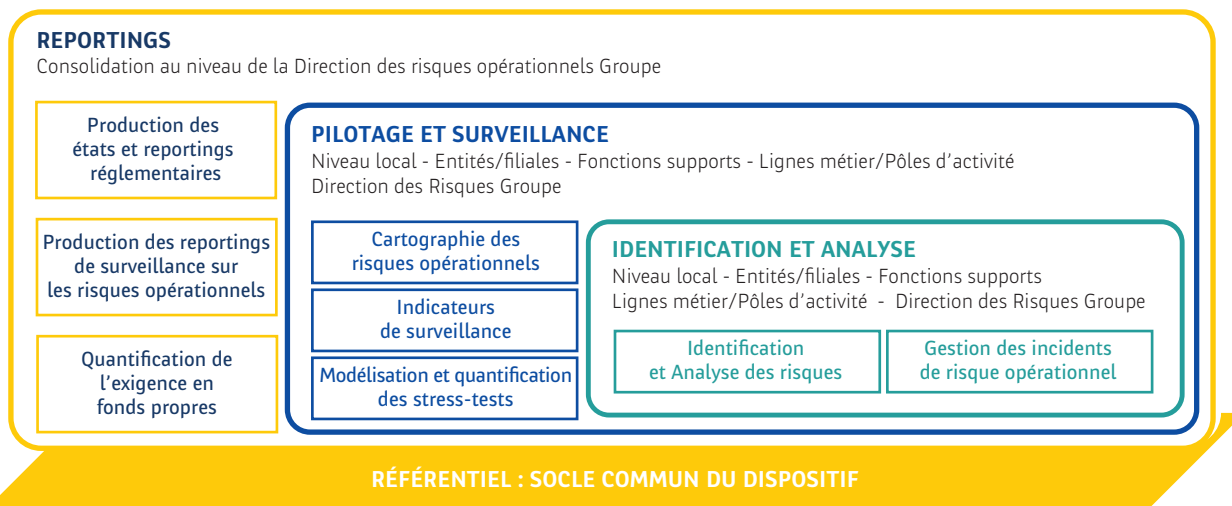 REPORTINGS
Consolidation au niveau de la Direction des risques opérationnels Groupe
Production des
états et reportings
réglementaires
Production des reportings
de surveillance sur
les risques opérationnels
Quantification de
l'exigence en
fonds propres
PILOTAGE ET SURVEILLANCE
Niveau local - Entités/filiales - Fonctions supports - Lignes métier/Pôles d'activité
Direction des Risques Groupe
Cartographie des
risques opérationnels
Indicateurs
de surveillance
Modélisation et quantification
des stress-tests
IDENTIFICATION ET ANALYSE
Niveau local - Entités/filiales - Fonctions supports
Lignes métier/Pôles d'activité - Direction des Risques Groupe
Identification
et Analyse des risques
Gestion des incidents
de risque opérationnel
RÉFÉRENTIEL : SOCLE COMMUN DU DISPOSITIF